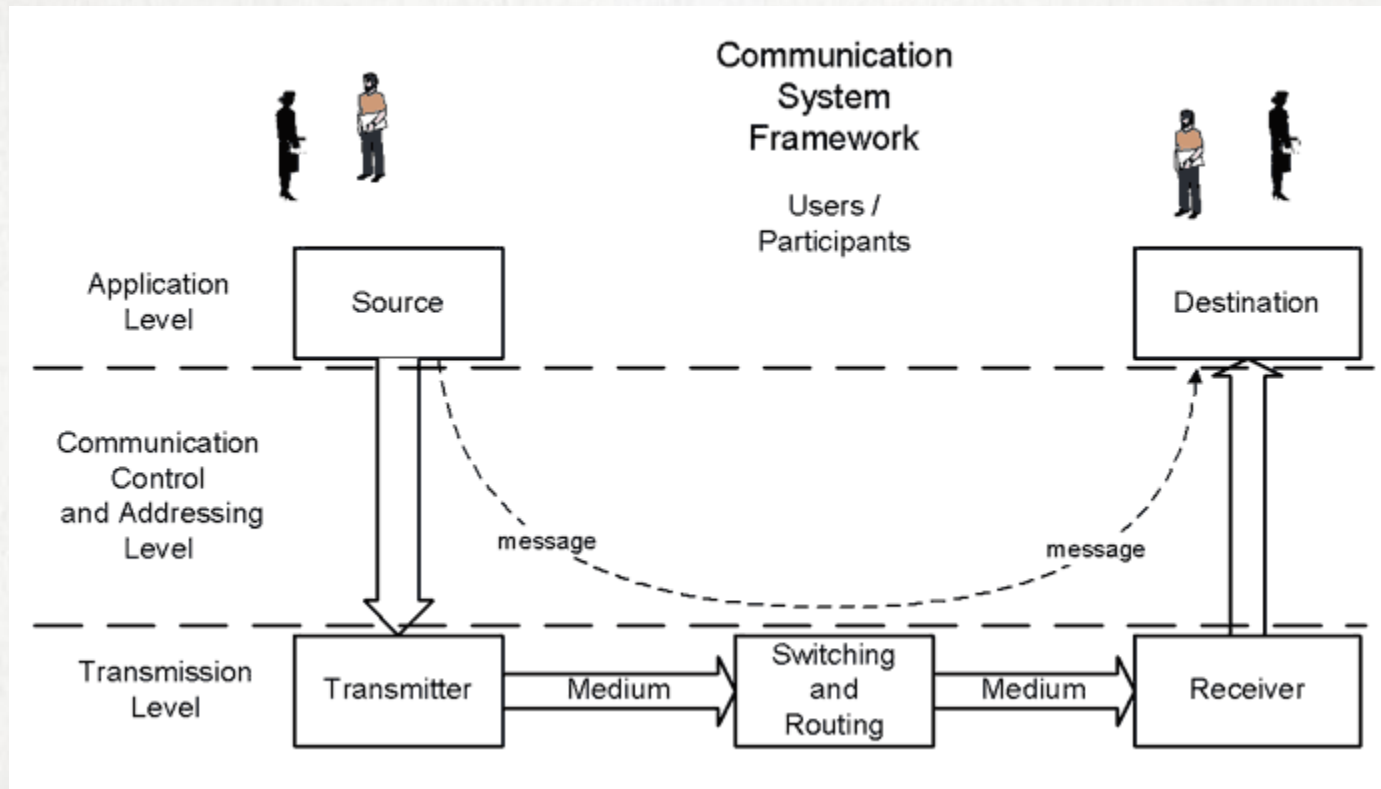 Communication
System
Framework
Users /
Participants
Application
Level
Source
Destination
Communication
Control
and Addressing
Level
message
message
Transmission
Level
Transmitter
Medium
Switching
and
Routing
Medium
Receiver